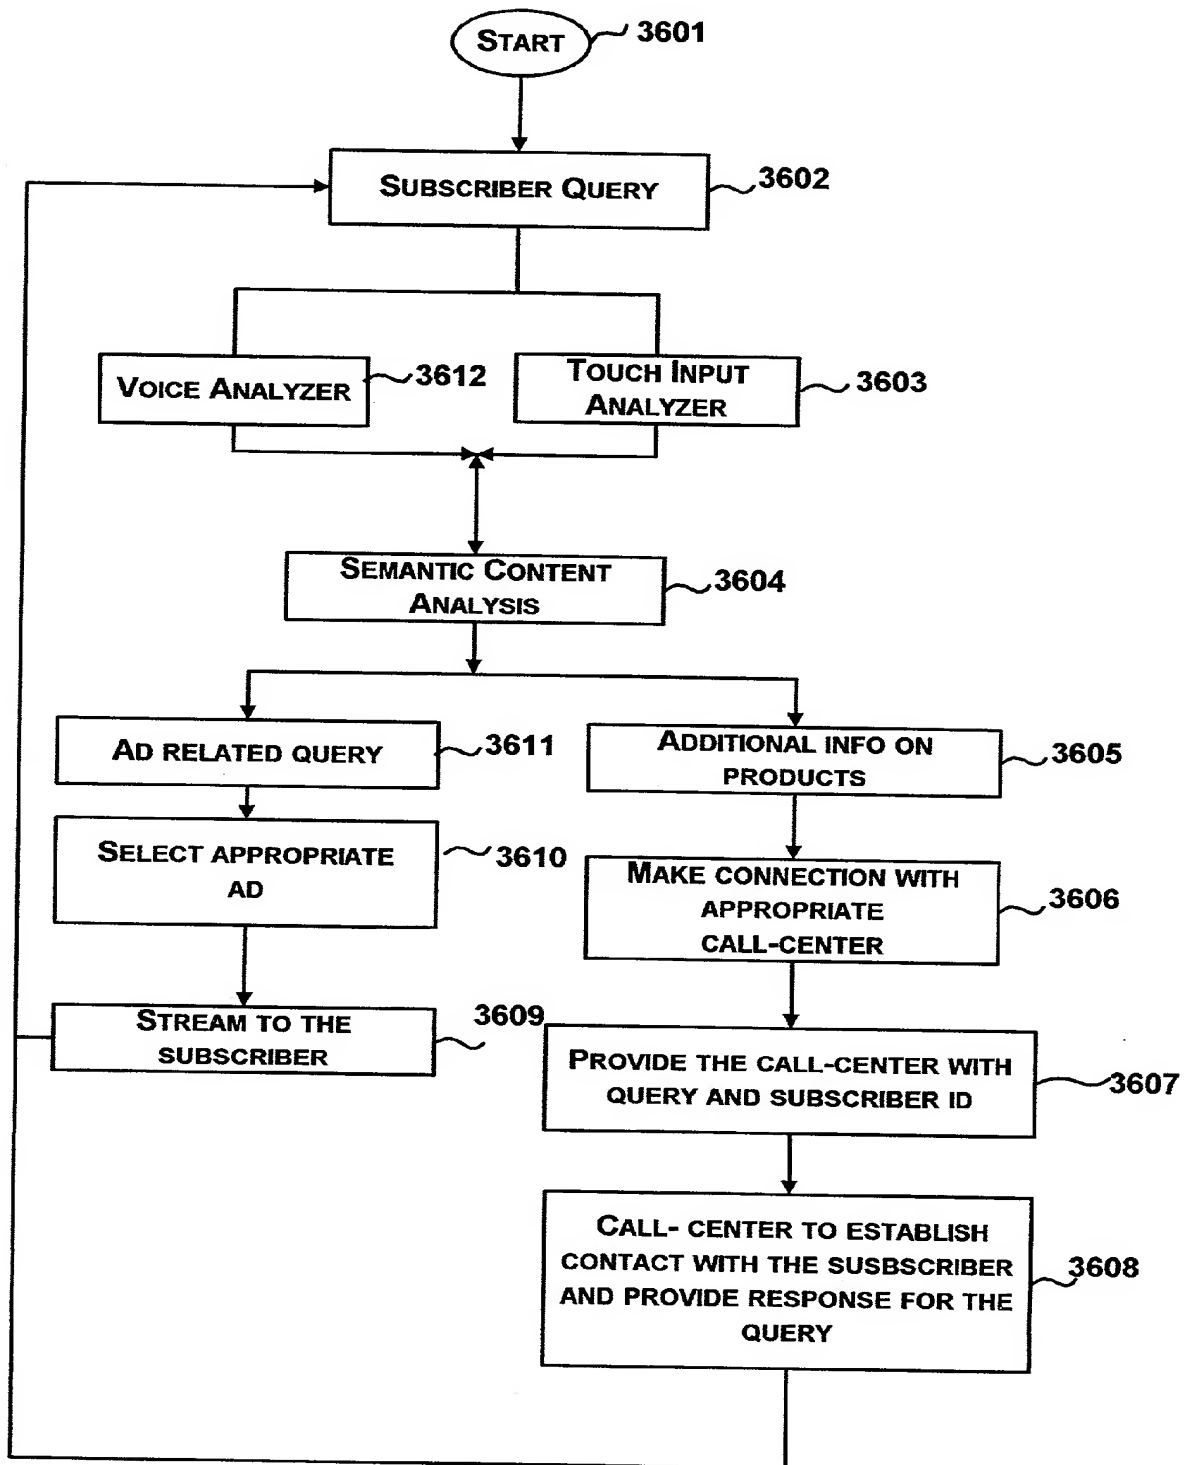 START
3601
SUBSCRIBER QUERY
3602
VOICE ANALYZER
3612
TOUCH INPUT
ANALYZER
3603
SEMANTIC CONTENT
ANALYSIS
3604
AD RELATED QUERY
3611
ADDITIONAL INFO ON
PRODUCTS
3605
SELECT APPROPRIATE
AD
3610
MAKE CONNECTION WITH
APPROPRIATE
CALL-CENTER
3606
STREAM TO THE
SUBSCRIBER
3609
PROVIDE THE CALL-CENTER WITH
QUERY AND SUBSCRIBER ID
3607
CALL- CENTER TO ESTABLISH
CONTACT WITH THE SUSBSCRIBER
AND PROVIDE RESPONSE FOR THE
QUERY
3608